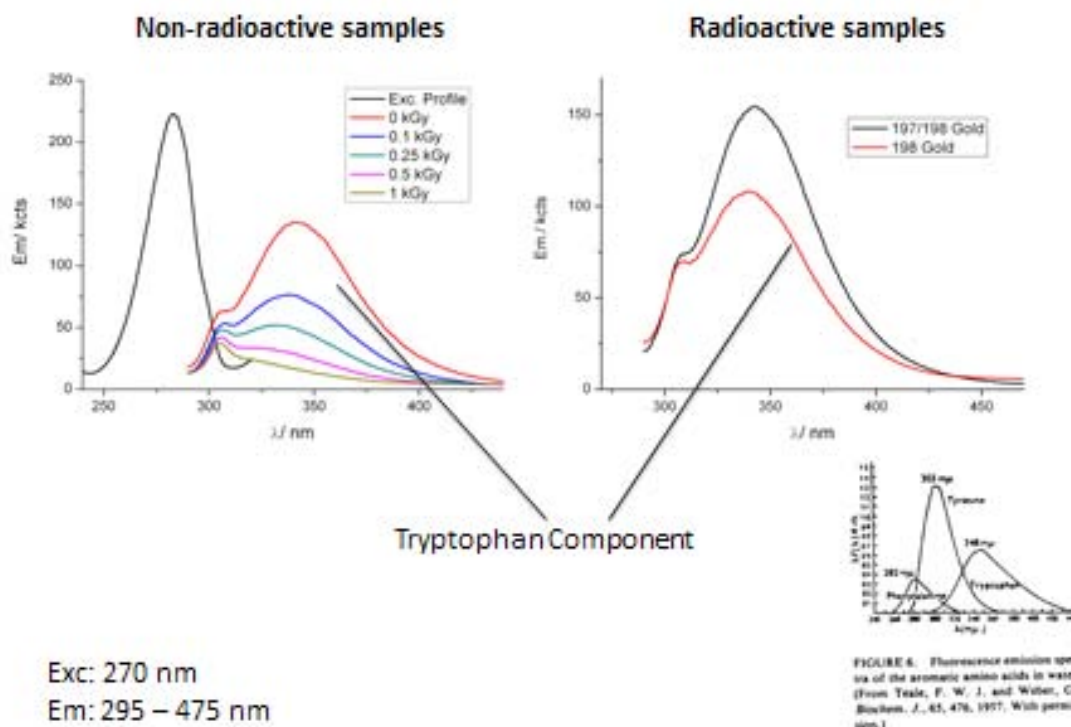 Non-radioactive samples
Radioactive samples
250
200
150
100
50
0
Em/ kcts
250
300
350
400
λ/ nm
Exc. Profile
0 kGy
0.1 kGy
0.25 kGy
0.5 kGy
1 kGy
150
100
50
0
Em./ kcts
300
350
400
450
λ/ nm
197/198 Gold
198 Gold
Tryptophan Component
Tyrosine
Exc: 270 nm
Em: 295 – 475 nm
FIGURE 6. Fluorescence emission spec
tra of the aromatic amino acids in wate
(From Teale, F. W. J. and Weber, G
Biochem. J., 65, 476, 1957. With permi
sion.)